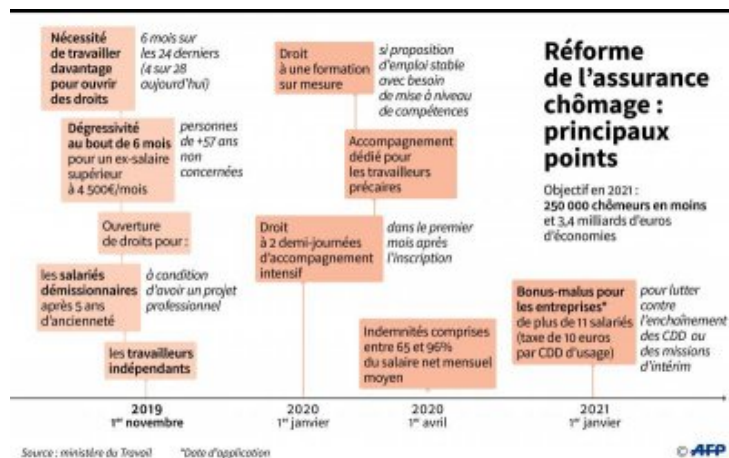 Réforme
de l'assurance
chômage :
principaux
points
Objectif en 2021 :
250 000 chômeurs en moins
et 3,4 milliards d'euros
d'économies
Nécessité
de travailler
davantage
pour ouvrir
des droits
6 mois sur
les 24 derniers
(4 sur 28
aujourd'hui)
Dégressivité
au bout de 6 mois
pour un ex-salaire
supérieur
à 4 500€/mois
personnes
de +57 ans
non
concernées
Ouverture
de droits pour :
les salariés
démissionnaires
après 5 ans
d'ancienneté
à condition
d'avoir un projet
professionnel
les travailleurs
indépendants
2019
1er novembre
Droit
à une formation
sur mesure
si proposition
d'emploi stable
avec besoin
de mise à niveau
de compétences
Accompagnement
dédié pour
les travailleurs
précaires
Droit
à 2 demi-journées
d'accompagnement
intensif
dans le premier
mois après
l'inscription
2020
1er janvier
Indemnités comprises
entre 65 et 96%
du salaire net mensuel
moyen
2020
1er avril
Bonus-malus pour
les entreprises*
de plus de 11 salariés
(taxe de 10 euros
par CDD d'usage)
pour lutter
contre
l'enchaînement
des CDD ou
des missions
d'intérim
2021
1er janvier
Source : ministère du Travail *Date d'application
© AFP